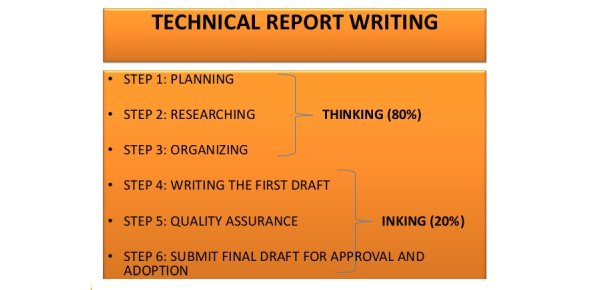 TECHNICAL REPORT WRITING
• STEP 1: PLANNING
• STEP 2: RESEARCHING THINKING (80%)
• STEP 3: ORGANIZING
• STEP 4: WRITING THE FIRST DRAFT
• STEP 5: QUALITY ASSURANCE INKING (20%)
• STEP 6: SUBMIT FINAL DRAFT FOR APPROVAL AND
ADOPTION